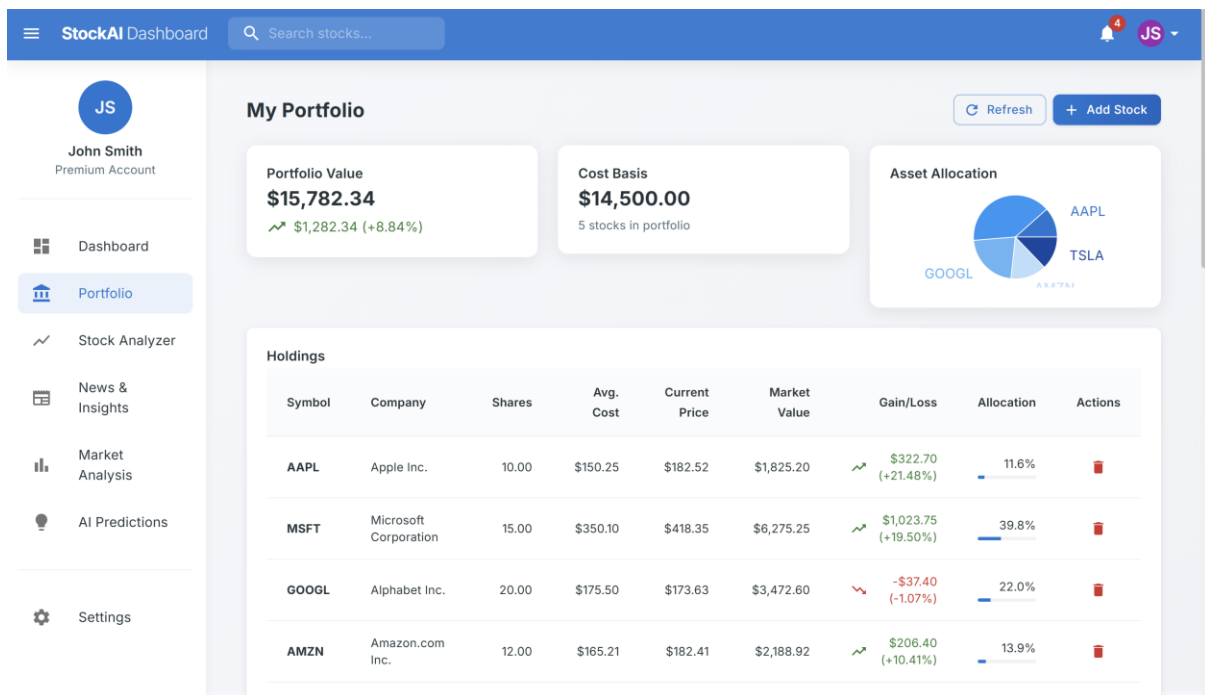 StockAI Dashboard
Search stocks...
4
JS
JS
John Smith
Premium Account
Dashboard
Portfolio
Stock Analyzer
News &
Insights
Market
Analysis
AI Predictions
Settings
My Portfolio
Refresh
+ Add Stock
Portfolio Value
$15,782.34
$1,282.34 (+8.84%)
Cost Basis
$14,500.00
5 stocks in portfolio
Asset Allocation
AAPL
TSLA
GOOGL
AMZN
Holdings
Symbol Company Shares Avg. Cost Current Price Market Value Gain/Loss Allocation Actions
AAPL Apple Inc. 10.00 $150.25 $182.52 $1,825.20 $322.70 (+21.48%) 11.6%
MSFT Microsoft Corporation 15.00 $350.10 $418.35 $6,275.25 $1,023.75 (+19.50%) 39.8%
GOOGL Alphabet Inc. 20.00 $175.50 $173.63 $3,472.60 -$37.40 (-1.07%) 22.0%
AMZN Amazon.com Inc. 12.00 $165.21 $182.41 $2,188.92 $206.40 (+10.41%) 13.9%